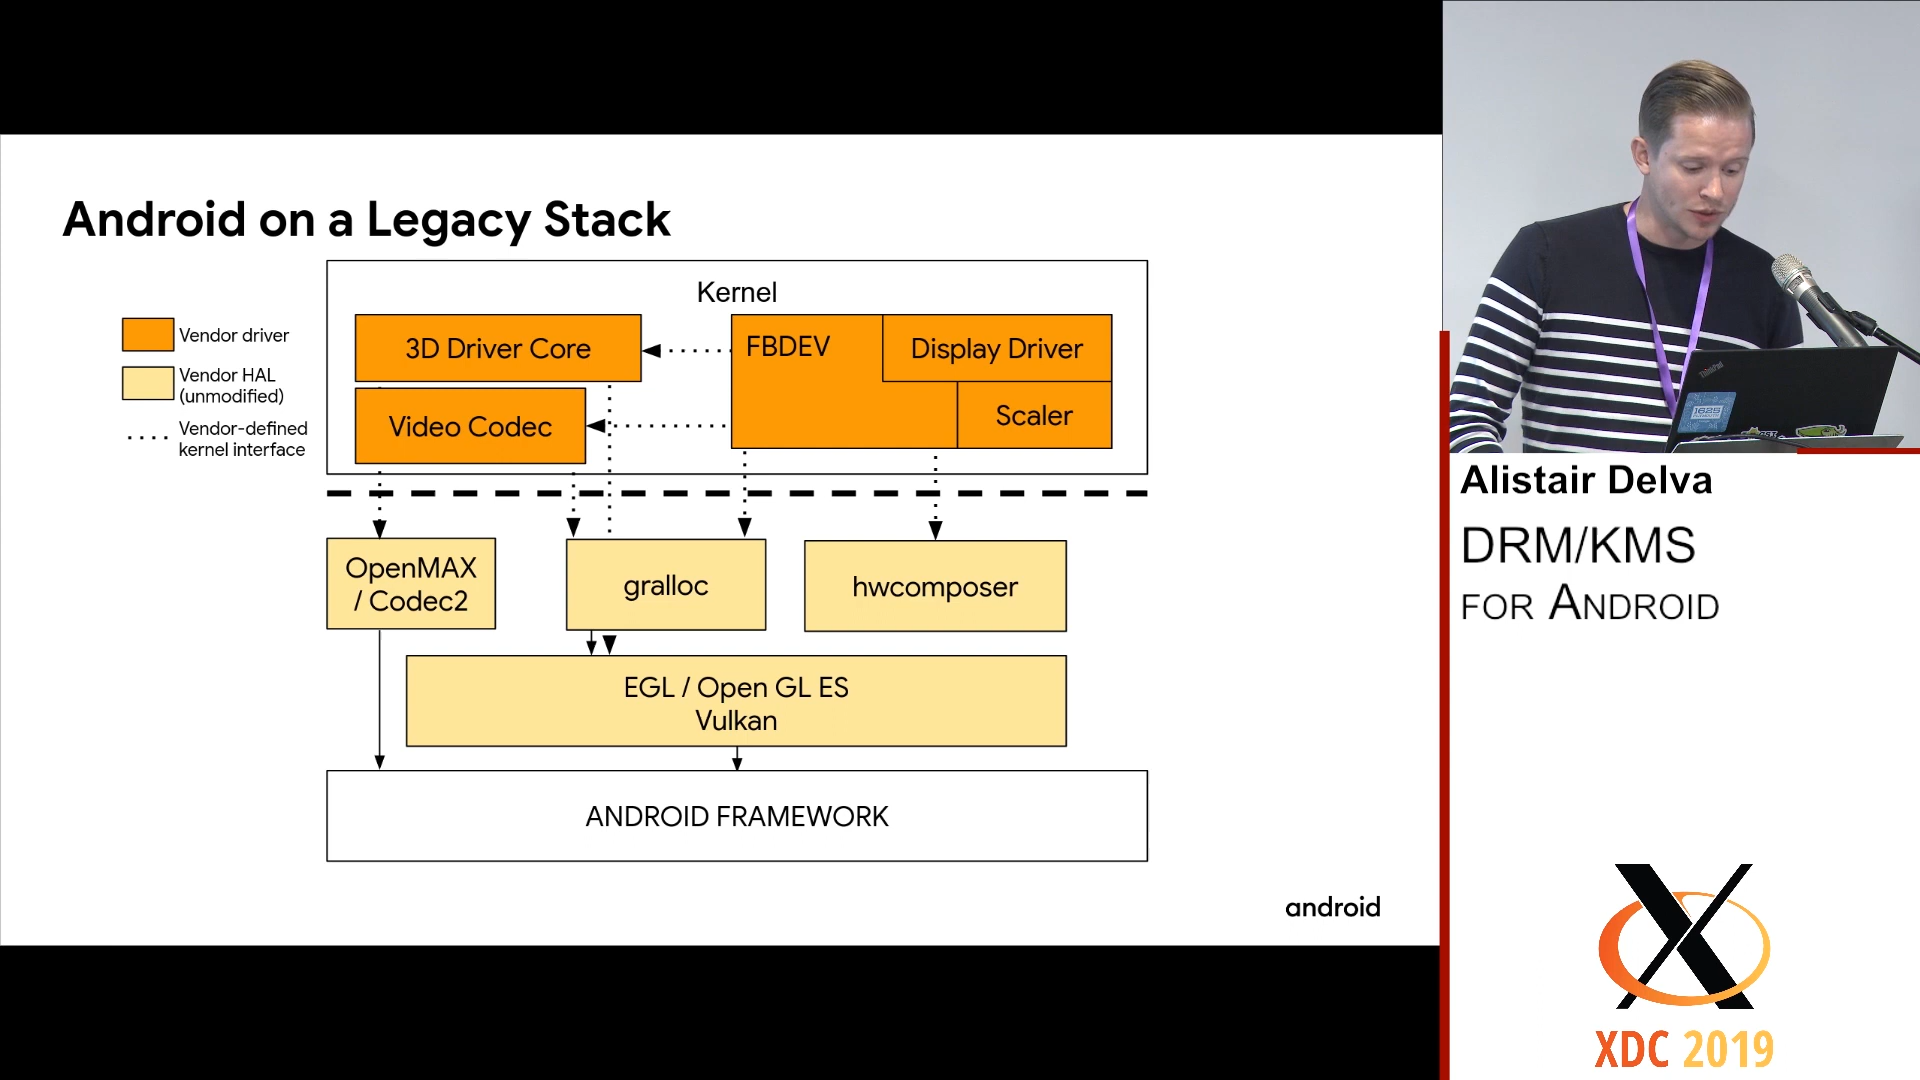 Android on a Legacy Stack
Vendor driver
Vendor HAL
(unmodified)
Vendor-defined
kernel interface
Kernel
3D Driver Core
FBDEV
Display Driver
Video Codec
Scaler
OpenMAX
/ Codec2
gralloc
hwcomposer
EGL / Open GL ES
Vulkan
ANDROID FRAMEWORK
android
ThinkPad
1625
Alistair Delva
DRM/KMS
FOR ANDROID
XDC 2019